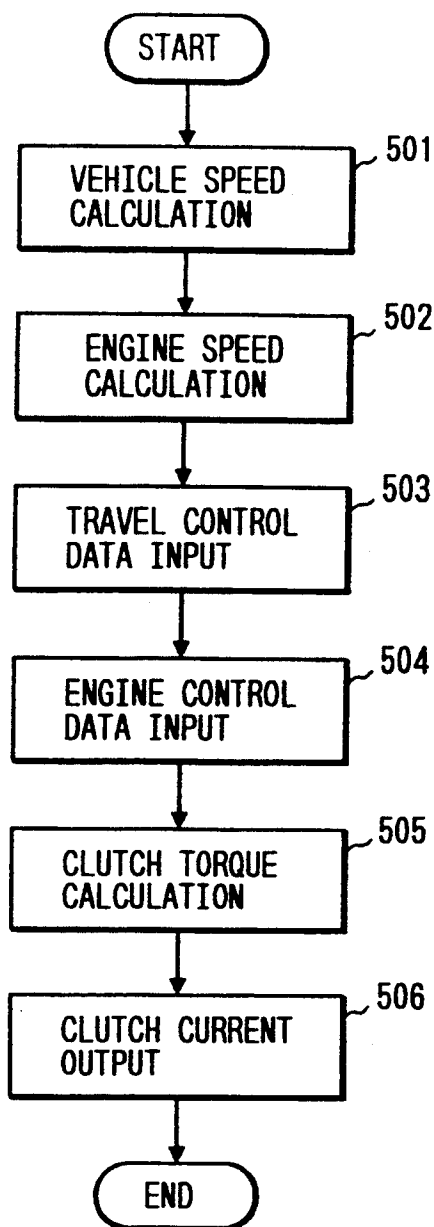 START
501
VEHICLE SPEED
CALCULATION
502
ENGINE SPEED
CALCULATION
503
TRAVEL CONTROL
DATA INPUT
504
ENGINE CONTROL
DATA INPUT
505
CLUTCH TORQUE
CALCULATION
506
CLUTCH CURRENT
OUTPUT
END